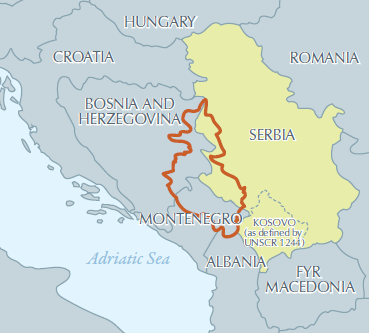 HUNGARY
CROATIA
ROMANIA
BOSNIA AND
HERZEGOVINA
SERBIA
MONTENEGRO
KOSOVO
(as defined by
UNSCR 1244)
Adriatic Sea
ALBANIA
FYR
MACEDONIA